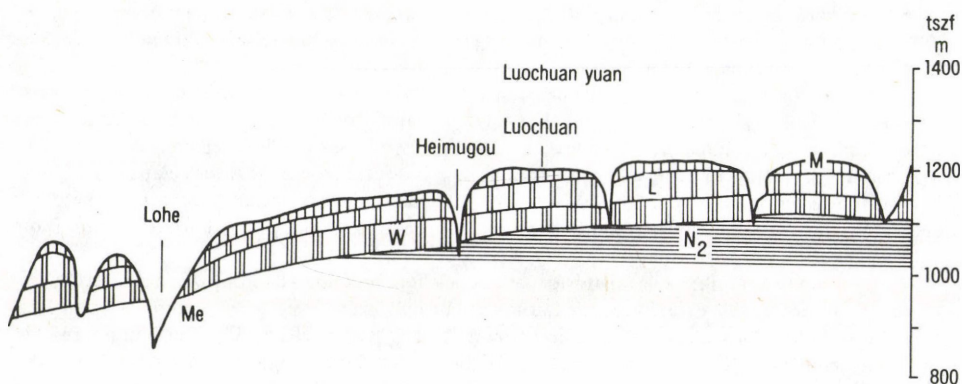 tszf
m
1400
Luochuan yuan
Luochuan
Heimugou
1200
M
L
Lohe
W
N2
1000
Me
800